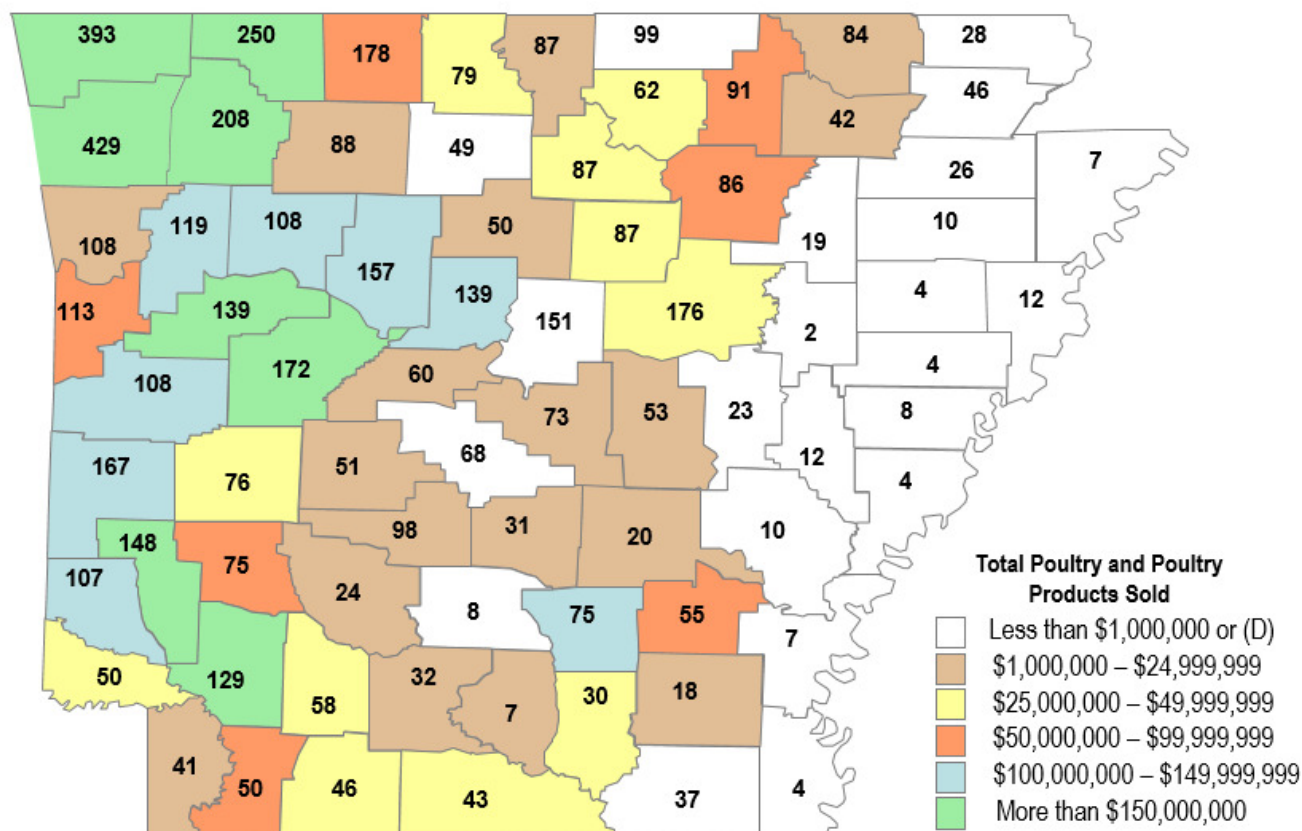 393 250 178 79 87 99 84 28
429 208 88 49 62 91 42 46
87 86 26 7
108 119 108 157 50 87 19 10
113 139 139 151 176 2 4 12
108 172 60 73 53 23 4
8
167 76 51 68 12 4
148 75 98 31 20 10
107 24 8 75 55 7
50 129 58 32 7 30 18
41 50 46 43 37 4
Total Poultry and Poultry
Products Sold
Less than $1,000,000 or (D)
$1,000,000 – $24,999,999
$25,000,000 – $49,999,999
$50,000,000 – $99,999,999
$100,000,000 – $149,999,999
More than $150,000,000